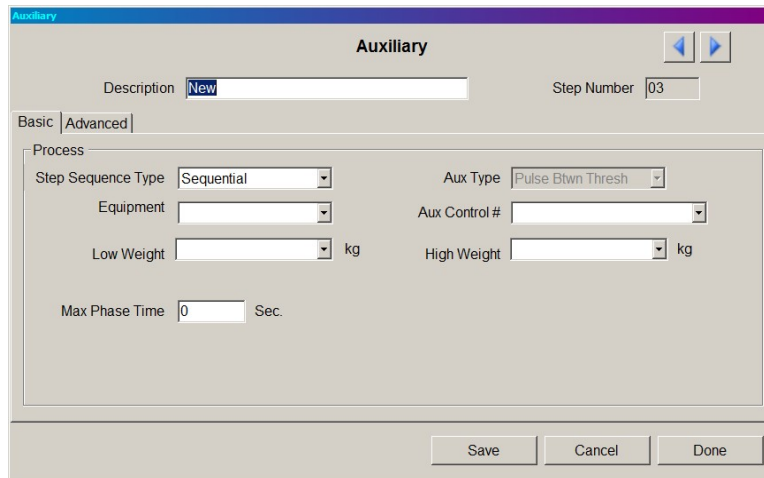 Auxiliary
Auxiliary
Description New Step Number 03
Basic Advanced
Process
Step Sequence Type Sequential Aux Type Pulse Btwn Thresh
Equipment Aux Control #
Low Weight kg High Weight kg
Max Phase Time 0 Sec.
Save Cancel Done